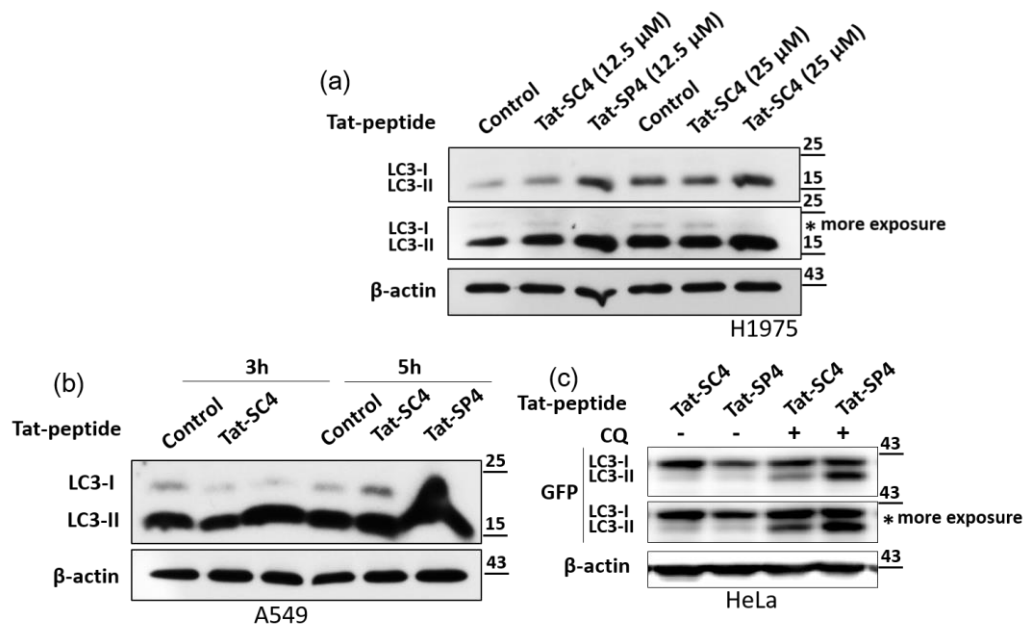 (a)
Tat-peptide Control Tat-SC4 (12.5 μM) Tat-SP4 (12.5 μM) Control Tat-SC4 (25 μM) Tat-SC4 (25 μM)
25
LC3-I
LC3-II
15
25
LC3-I
* more exposure
LC3-II
15
43
β-actin
H1975
(b)
3h 5h
Tat-peptide Control Tat-SC4 Control Tat-SC4 Tat-SP4
25
LC3-I
LC3-II
15
43
β-actin
A549
(c)
Tat-peptide Tat-SC4 Tat-SP4 Tat-SC4 Tat-SP4
CQ - - + +
43
GFP
LC3-I
LC3-II
43
LC3-I
LC3-II
* more exposure
43
β-actin
HeLa